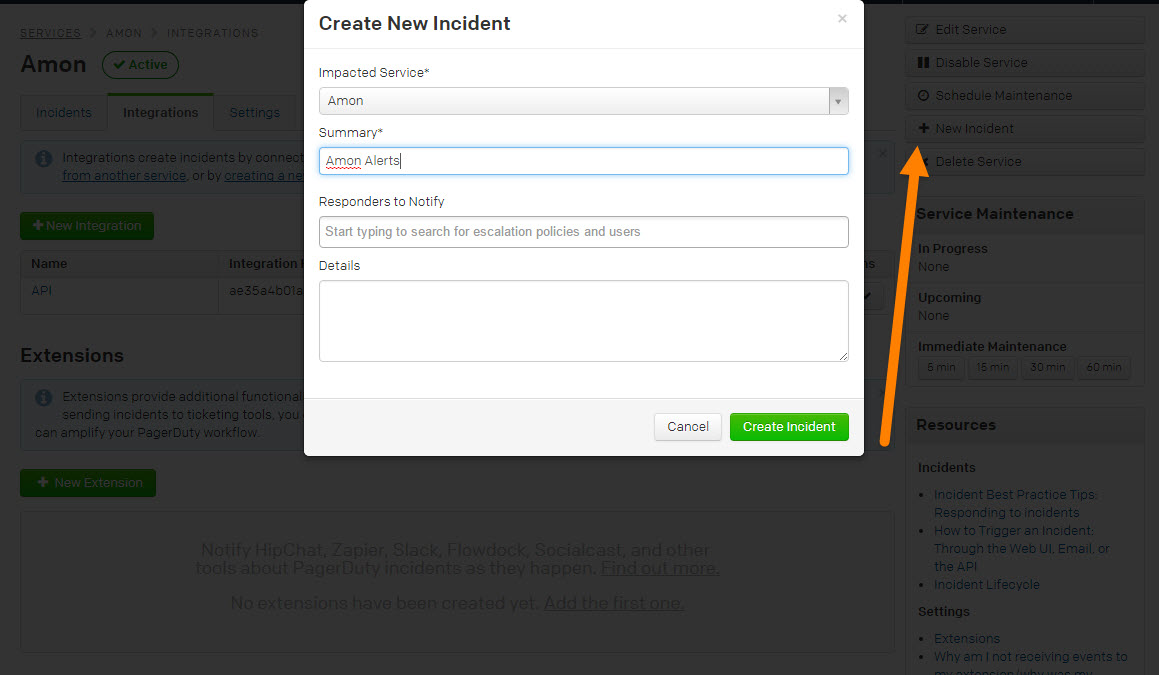 SERVICES > AMON > INTEGRATIONS
Amon
Active
Incidents
Integrations
Settings
Integrations create incidents by connect
from another service, or by creating a ne
New Integration
Name
Integration
API
ae35a4b01a
Extensions
Extensions provide additional functional
sending incidents to ticketing tools, you
can amplify your PagerDuty workflow.
New Extension
Notify HipChat, Zapier, Slack, Flowdock, Socialcast, and other
tools about PagerDuty incidents as they happen. Find out more.
No extensions have been created yet. Add the first one.
Create New Incident
×
Impacted Service*
Amon
Summary*
Amon Alerts
Responders to Notify
Start typing to search for escalation policies and users
Details
Cancel
Create Incident
Edit Service
Disable Service
Schedule Maintenance
New Incident
Delete Service
Service Maintenance
In Progress
None
Upcoming
None
Immediate Maintenance
5 min
15 min
30 min
60 min
Resources
Incidents
Incident Best Practice Tips:
Responding to incidents
How to Trigger an Incident:
Through the Web UI, Email, or
the API
Incident Lifecycle
Settings
Extensions
Why am I not receiving events to